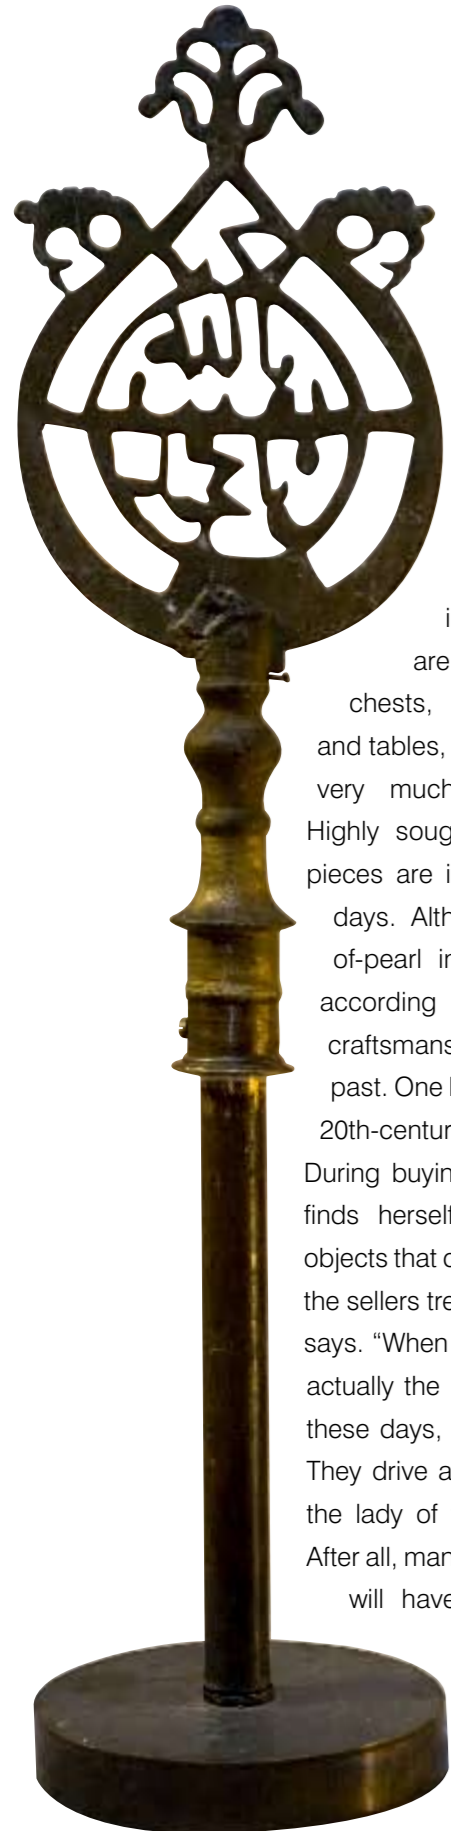 الله
i
are
chests,
and tables,
very much
Highly soug
pieces are i
days. Alth
of-pearl in
according
craftsmans
past. One
20th-centur
During buyin
finds herself
objects that
the sellers tre
says. “When
actually the
these days,
They drive a
the lady of
After all, man
will have